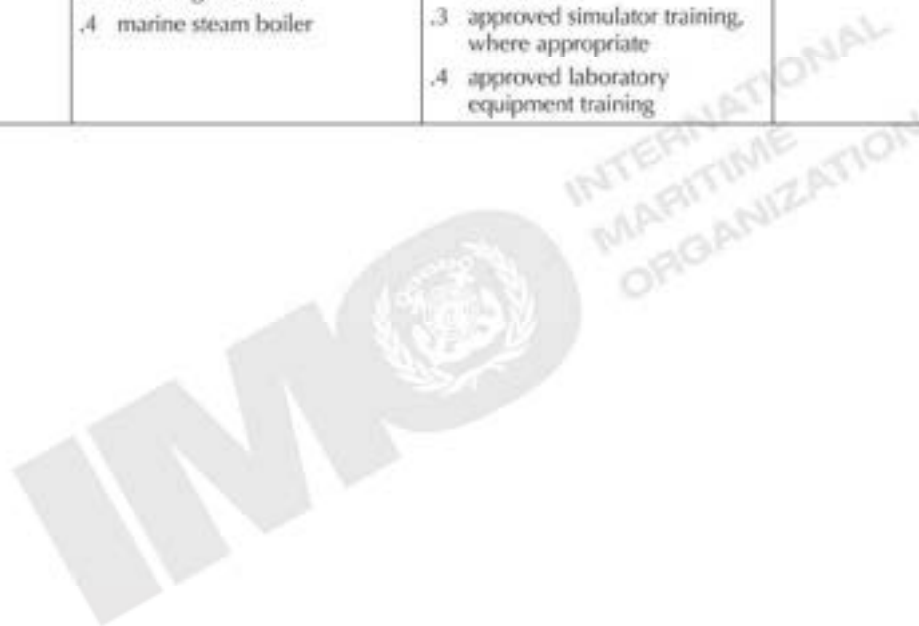 .4 marine steam boiler
.3 approved simulator training,
where appropriate
.4 approved laboratory
equipment training
INTERNATIONAL
MARITIME
ORGANIZATION
IMO